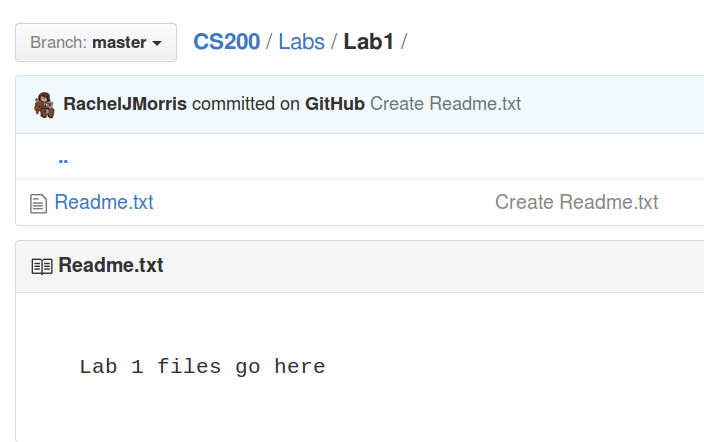 Branch: master CS200 / Labs / Lab1 /
RachelJMorris committed on GitHub Create Readme.txt
..
Readme.txt Create Readme.txt
Readme.txt
Lab 1 files go here